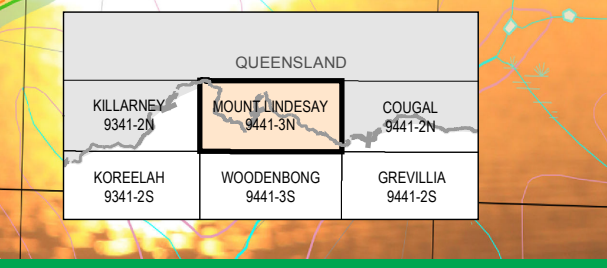 QUEENSLAND
KILLARNEY
9341-2N
MOUNT LINDESAY
9441-3N
COUGAL
9441-2N
KOREELAH
9341-2S
WOODENBONG
9441-3S
GREVILLIA
9441-2S